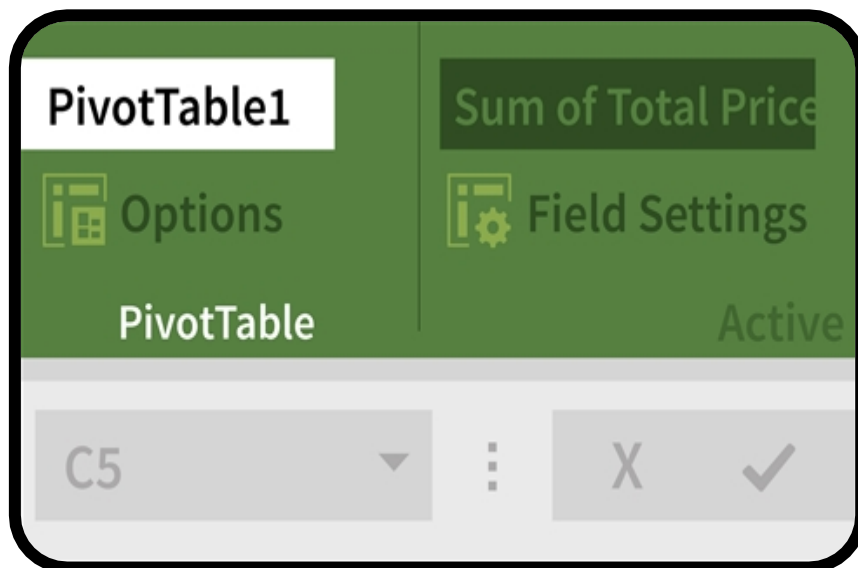 PivotTable1
Sum of Total Price
Options
Field Settings
PivotTable
Active
C5
X